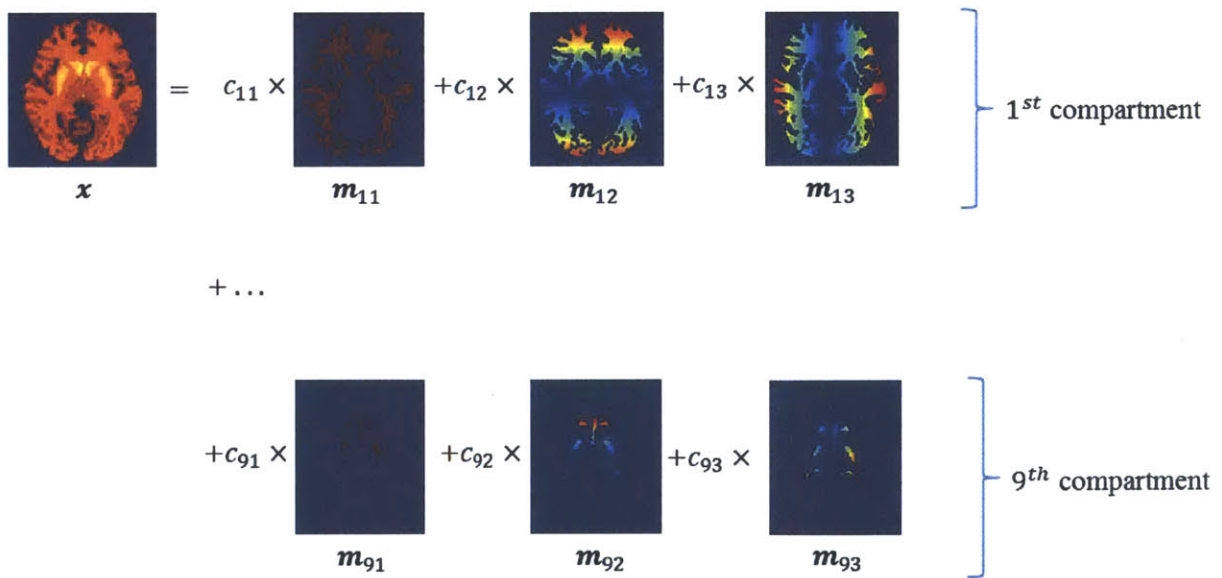 x = c₁₁ × +c₁₂ × +c₁₃ × 1ˢᵗ compartment
m₁₁ m₁₂ m₁₃
+ …
+c₉₁ × +c₉₂ × +c₉₃ × 9ᵗʰ compartment
m₉₁ m₉₂ m₉₃